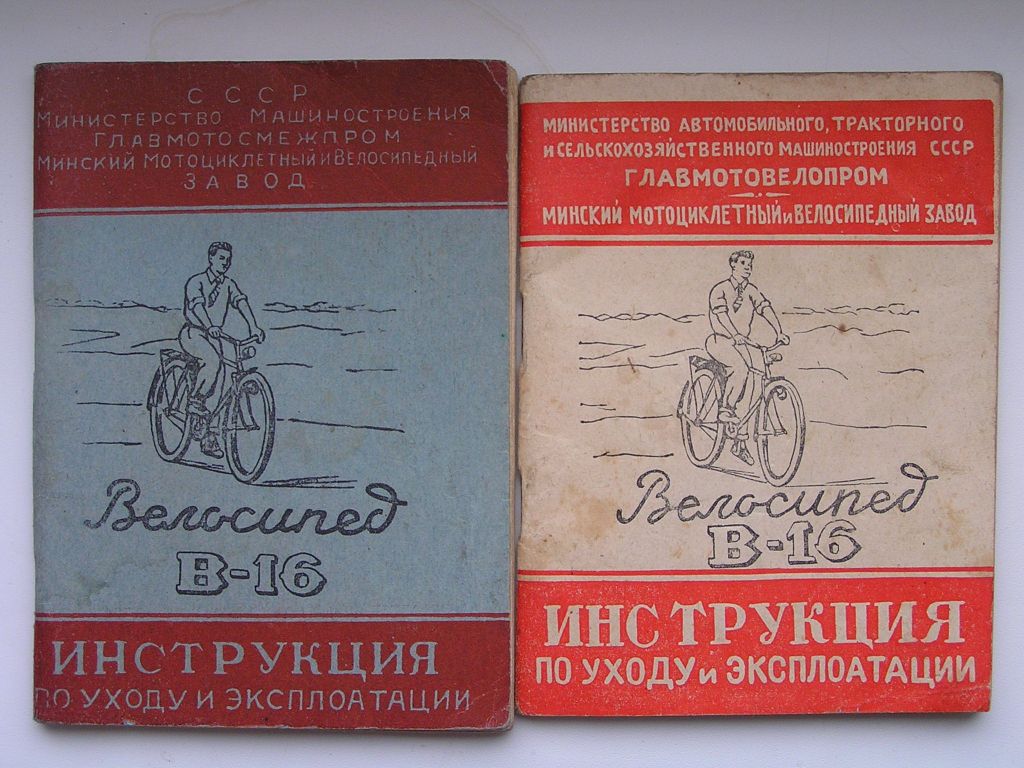 СССР
Министерство Машиностроения
Главмотосмежпром
Минский Мотоциклетный и Велосипедный
Завод
Велосипед
В-16
ИНСТРУКЦИЯ
ПО УХОДУ И ЭКСПЛОАТАЦИИ
МИНИСТЕРСТВО АВТОМОБИЛЬНОГО, ТРАКТОРНОГО
И СЕЛЬСКОХОЗЯЙСТВЕННОГО МАШИНОСТРОЕНИЯ СССР
ГЛАВМОТОВЕЛОПРОМ
МИНСКИЙ МОТОЦИКЛЕТНЫЙ и ВЕЛОСИПЕДНЫЙ ЗАВОД
Велосипед
В-16
ИНСТРУКЦИЯ
ПО УХОДУ и ЭКСПЛОАТАЦИИ